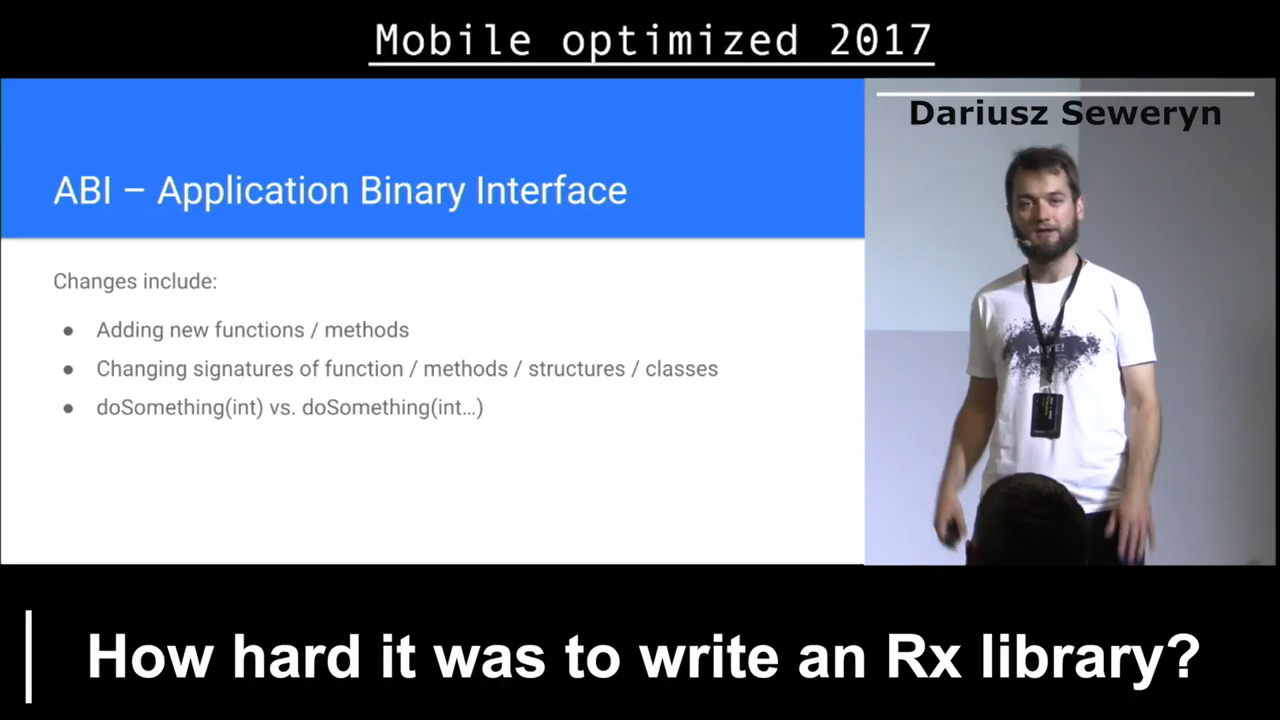 Mobile optimized 2017
ABI – Application Binary Interface
Changes include:
● Adding new functions / methods
● Changing signatures of function / methods / structures / classes
● doSomething(int) vs. doSomething(int…)
Dariusz Seweryn
How hard it was to write an Rx library?